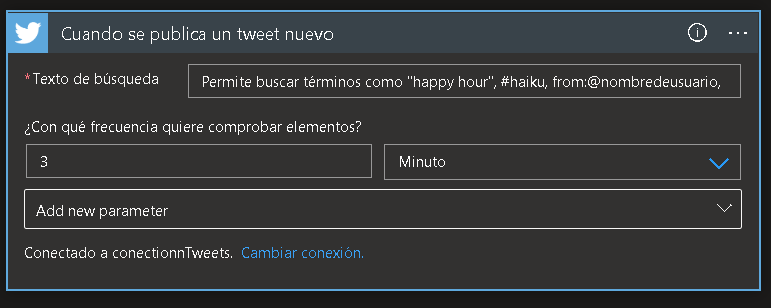 Cuando se publica un tweet nuevo
* Texto de búsqueda
Permite buscar términos como "happy hour", #haiku, from:@nombredeusuario,
¿Con qué frecuencia quiere comprobar elementos?
3
Minuto
Add new parameter
Conectado a conectionnTweets. Cambiar conexión.